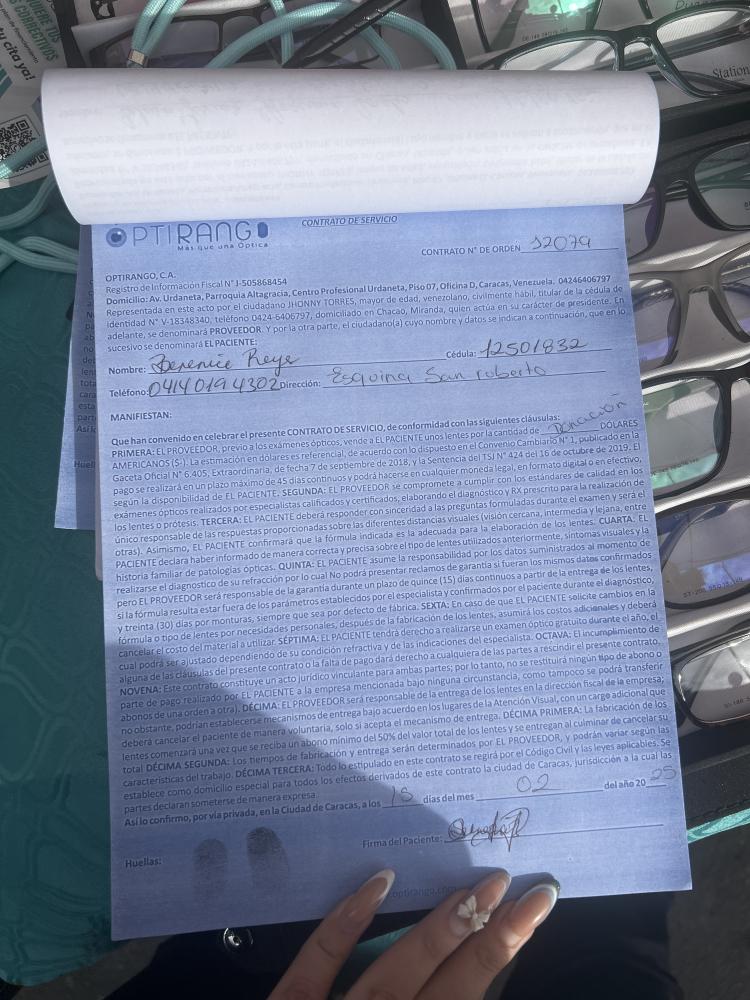 CONTRATO DE SERVICIO
OPTIRANGO
Más que una Óptica
CONTRATO N° DE ORDEN 12079
OPTIRANGO, C.A.
Registro de Información Fiscal N° J-505868454
Domicilio: Av. Urdaneta, Parroquia Altagracia, Centro Profesional Urdaneta, Piso 07, Oficina D, Caracas, Venezuela. 04246406797
Representada en este acto por el ciudadano JHONNY TORRES, mayor de edad, venezolano, civilmente hábil, titular de la cédula de
identidad N° V-18348340, teléfono 0424-6406797, domiciliado en Chacao, Miranda, quien actúa en su carácter de presidente. En
adelante, se denominará PROVEEDOR. Y por la otra parte, el ciudadano(a) cuyo nombre y datos se indican a continuación, que en lo
sucesivo se denominará EL PACIENTE:
Nombre: Berenice Reye Cédula: 12501832
Teléfono: 0414 019 4302 Dirección: Esquina San roberto
MANIFIESTAN:
Que han convenido en celebrar el presente CONTRATO DE SERVICIO, de conformidad con las siguientes cláusulas:
PRIMERA: EL PROVEEDOR, previo a los exámenes ópticos, vende a EL PACIENTE unos lentes por la cantidad de Donación DÓLARES
AMERICANOS ($-). La estimación en dólares es referencial, de acuerdo con lo dispuesto en el Convenio Cambiario N° 1, publicado en la
Gaceta Oficial N° 6.405, Extraordinaria, de fecha 7 de septiembre de 2018, y la Sentencia del TSJ N° 424 del 16 de octubre de 2019. El
pago se realizará en un plazo máximo de 45 días continuos y podrá hacerse en cualquier moneda legal, en formato digital o en efectivo,
según la disponibilidad de EL PACIENTE. SEGUNDA: EL PROVEEDOR se compromete a cumplir con los estándares de calidad en los
exámenes ópticos realizados por especialistas calificados y certificados, elaborando el diagnóstico y RX prescrito para la realización de
los lentes o prótesis. TERCERA: EL PACIENTE deberá responder con sinceridad a las preguntas formuladas durante el examen y será el
único responsable de las respuestas proporcionadas sobre las diferentes distancias visuales (visión cercana, intermedia y lejana, entre
otras). Asimismo, EL PACIENTE confirmará que la fórmula indicada es la adecuada para la elaboración de los lentes. CUARTA: EL
PACIENTE declara haber informado de manera correcta y precisa sobre el tipo de lentes utilizados anteriormente, síntomas visuales y la
historia familiar de patologías ópticas. QUINTA: EL PACIENTE asume la responsabilidad por los datos suministrados al momento de
realizarse el diagnostico de su refracción por lo cual No podrá presentar reclamos de garantía si fueran los mismos datos confirmados
pero EL PROVEEDOR será responsable de la garantía durante un plazo de quince (15) días continuos a partir de la entrega de los lentes,
si la fórmula resulta estar fuera de los parámetros establecidos por el especialista y confirmados por el paciente durante el diagnóstico,
y treinta (30) días por monturas, siempre que sea por defecto de fábrica. SEXTA: En caso de que EL PACIENTE solicite cambios en la
fórmula o tipo de lentes por necesidades personales, después de la fabricación de los lentes, asumirá los costos adicionales y deberá
cancelar el costo del material a utilizar. SÉPTIMA: EL PACIENTE tendrá derecho a realizarse un examen óptico gratuito durante el año, el
cual podrá ser ajustado dependiendo de su condición refractiva y de las indicaciones del especialista. OCTAVA: El incumplimiento de
alguna de las cláusulas del presente contrato o la falta de pago dará derecho a cualquiera de las partes a rescindir el presente contrato.
NOVENA: Este contrato constituye un acto jurídico vinculante para ambas partes; por lo tanto, no se restituirá ningún tipo de abono o
parte de pago realizado por EL PACIENTE a la empresa mencionada bajo ninguna circunstancia, como tampoco se podrá transferir
abonos de una orden a otra). DÉCIMA: EL PROVEEDOR será responsable de la entrega de los lentes en la dirección fiscal de la empresa;
no obstante, podrían establecerse mecanismos de entrega bajo acuerdo en los lugares de la Atención Visual, con un cargo adicional que
deberá cancelar el paciente de manera voluntaria, solo si acepta el mecanismo de entrega. DÉCIMA PRIMERA: La fabricación de los
lentes comenzará una vez que se reciba un abono mínimo del 50% del valor total de los lentes y se entregan al culminar de cancelar su
total DÉCIMA SEGUNDA: Los tiempos de fabricación y entrega serán determinados por EL PROVEEDOR, y podrán variar según las
características del trabajo. DÉCIMA TERCERA: Todo lo estipulado en este contrato se regirá por el Código Civil y las leyes aplicables. Se
establece como domicilio especial para todos los efectos derivados de este contrato la ciudad de Caracas, jurisdicción a la cual las
partes declaran someterse de manera expresa.
Así lo confirmo, por vía privada, en la Ciudad de Caracas, a los 15 días del mes 02 del año 2025
Firma del Paciente:
Huellas:
optirango.com
Station
tu cita ya!